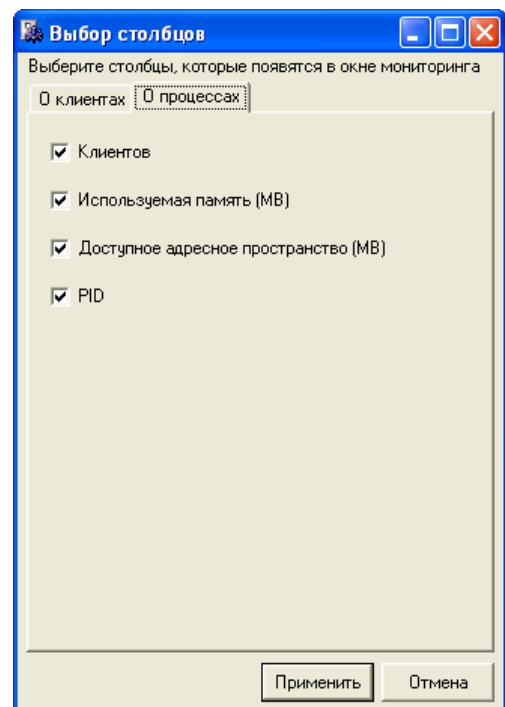 Выбор столбцов
Выберите столбцы, которые появятся в окне мониторинга
О клиентах О процессах
Клиентов
Используемая память (MB)
Доступное адресное пространство (MB)
PID
Применить Отмена